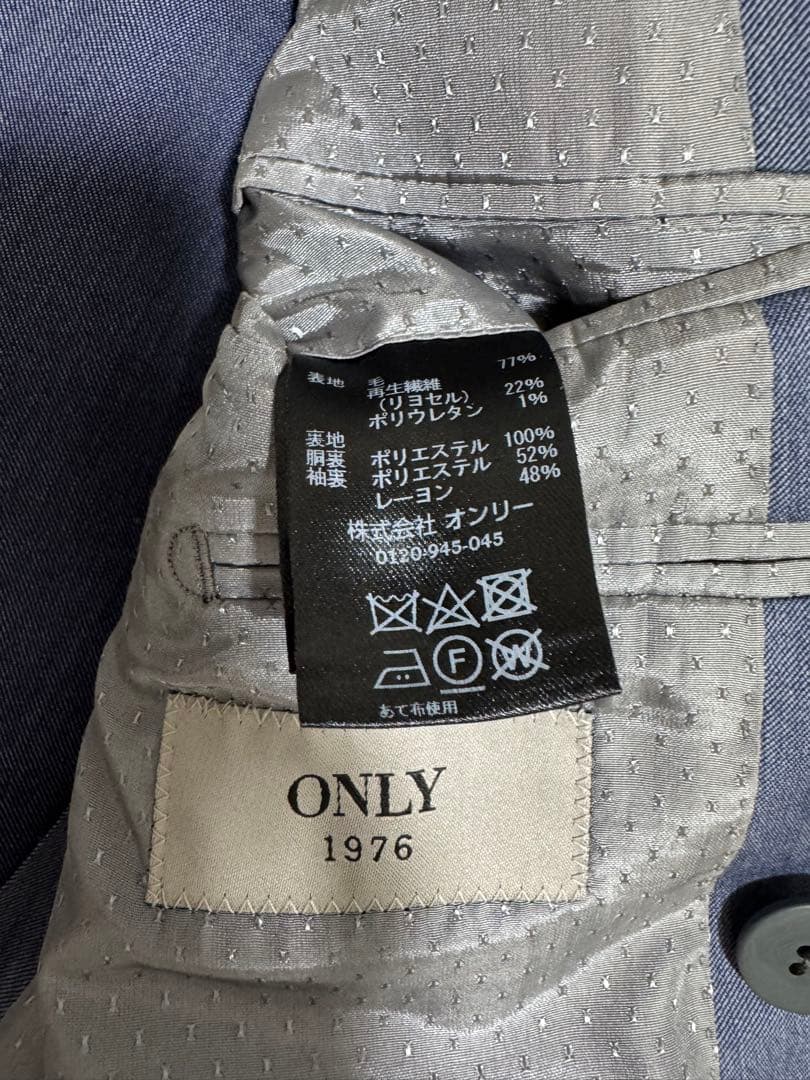 表地 毛 77%
再生繊維 22%
(リヨセル)
ポリウレタン 1%
裏地
胴裏 ポリエステル 100%
袖裏 ポリエステル 52%
レーヨン 48%
株式会社 オンリー
0120-945-045
F W
あて布使用
ONLY
1976